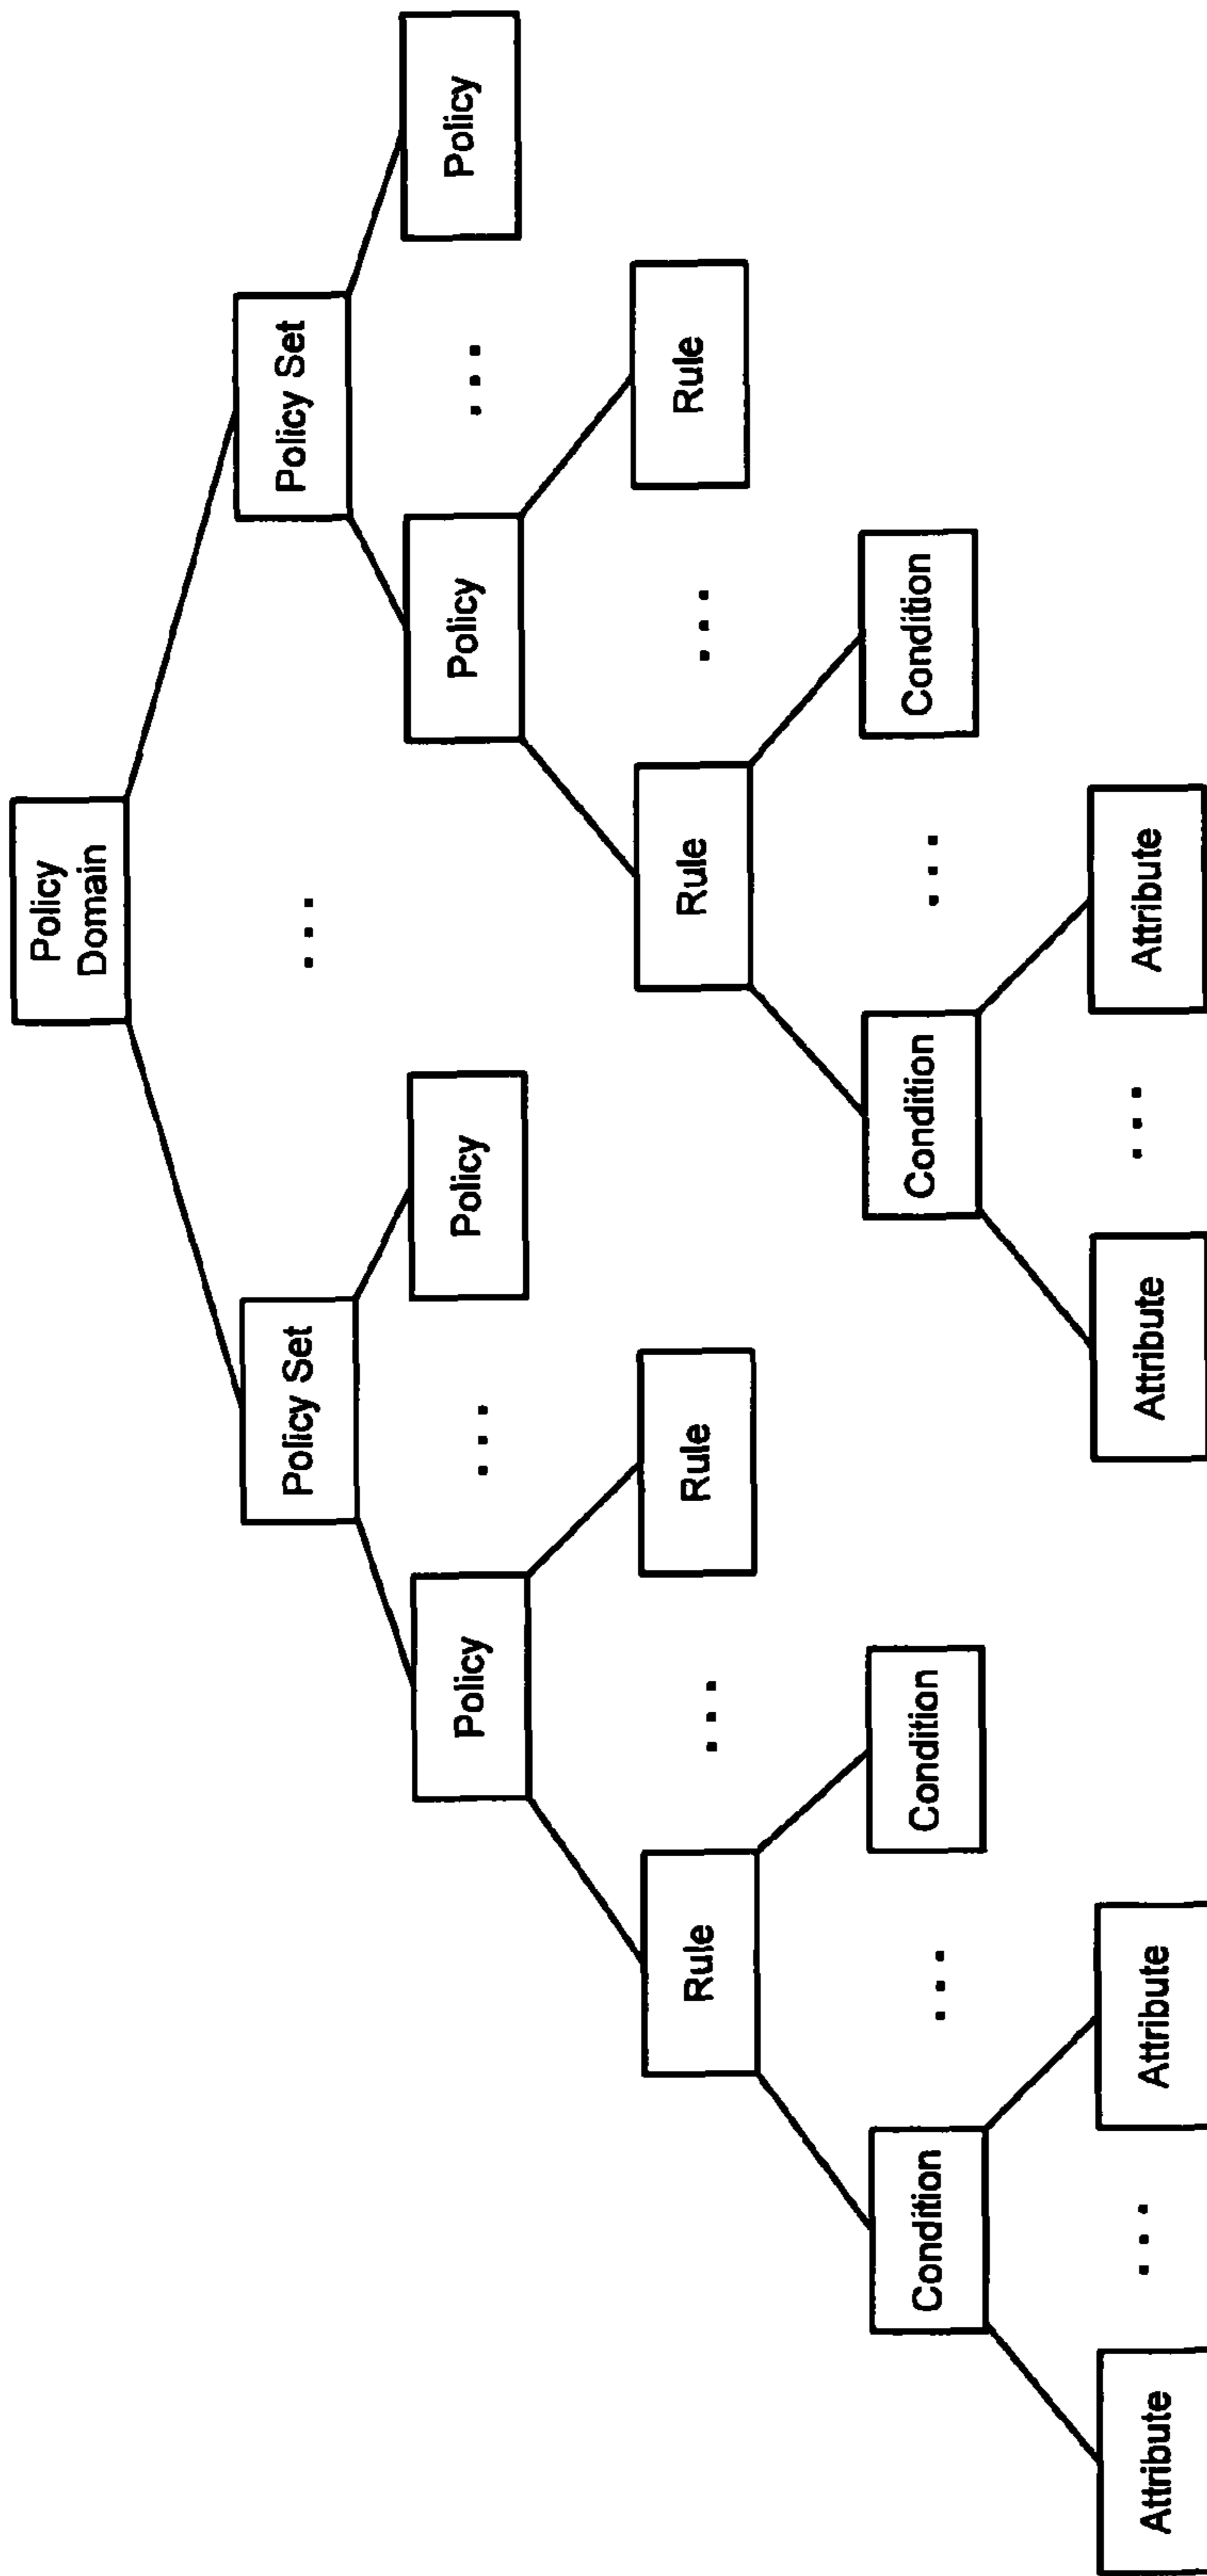 Policy
Domain
Policy Set
...
Policy Set
Policy
...
Policy
Policy
...
Policy
Rule
...
Rule
Rule
...
Rule
Condition
...
Condition
Condition
...
Condition
Attribute
...
Attribute
Attribute
...
Attribute